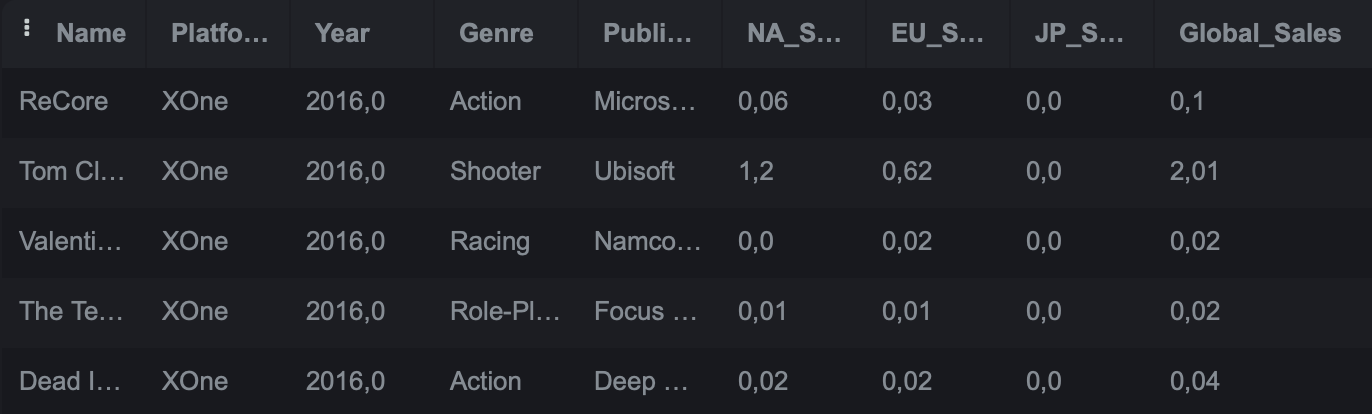 Name Platfo... Year Genre Publi... NA_S... EU_S... JP_S... Global_Sales
ReCore XOne 2016,0 Action Micros... 0,06 0,03 0,0 0,1
Tom Cl... XOne 2016,0 Shooter Ubisoft 1,2 0,62 0,0 2,01
Valenti... XOne 2016,0 Racing Namco... 0,0 0,02 0,0 0,02
The Te... XOne 2016,0 Role-Pl... Focus ... 0,01 0,01 0,0 0,02
Dead I... XOne 2016,0 Action Deep ... 0,02 0,02 0,0 0,04